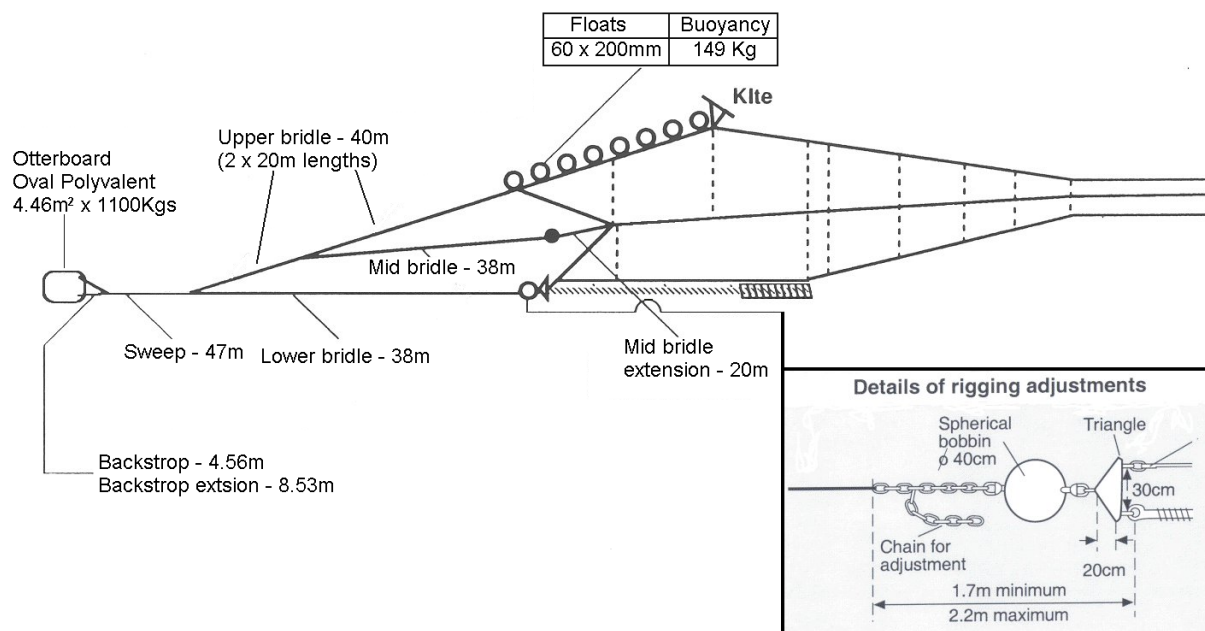 Floats Buoyancy
60 x 200mm 149 Kg
KIte
Upper bridle - 40m
(2 x 20m lengths)
Otterboard
Oval Polyvalent
4.46m² x 1100Kgs
Mid bridle - 38m
Sweep - 47m
Lower bridle - 38m
Mid bridle
extension - 20m
Backstrop - 4.56m
Backstrop extsion - 8.53m
Details of rigging adjustments
Spherical
bobbin
ø 40cm
Triangle
30cm
Chain for
adjustment
20cm
1.7m minimum
2.2m maximum